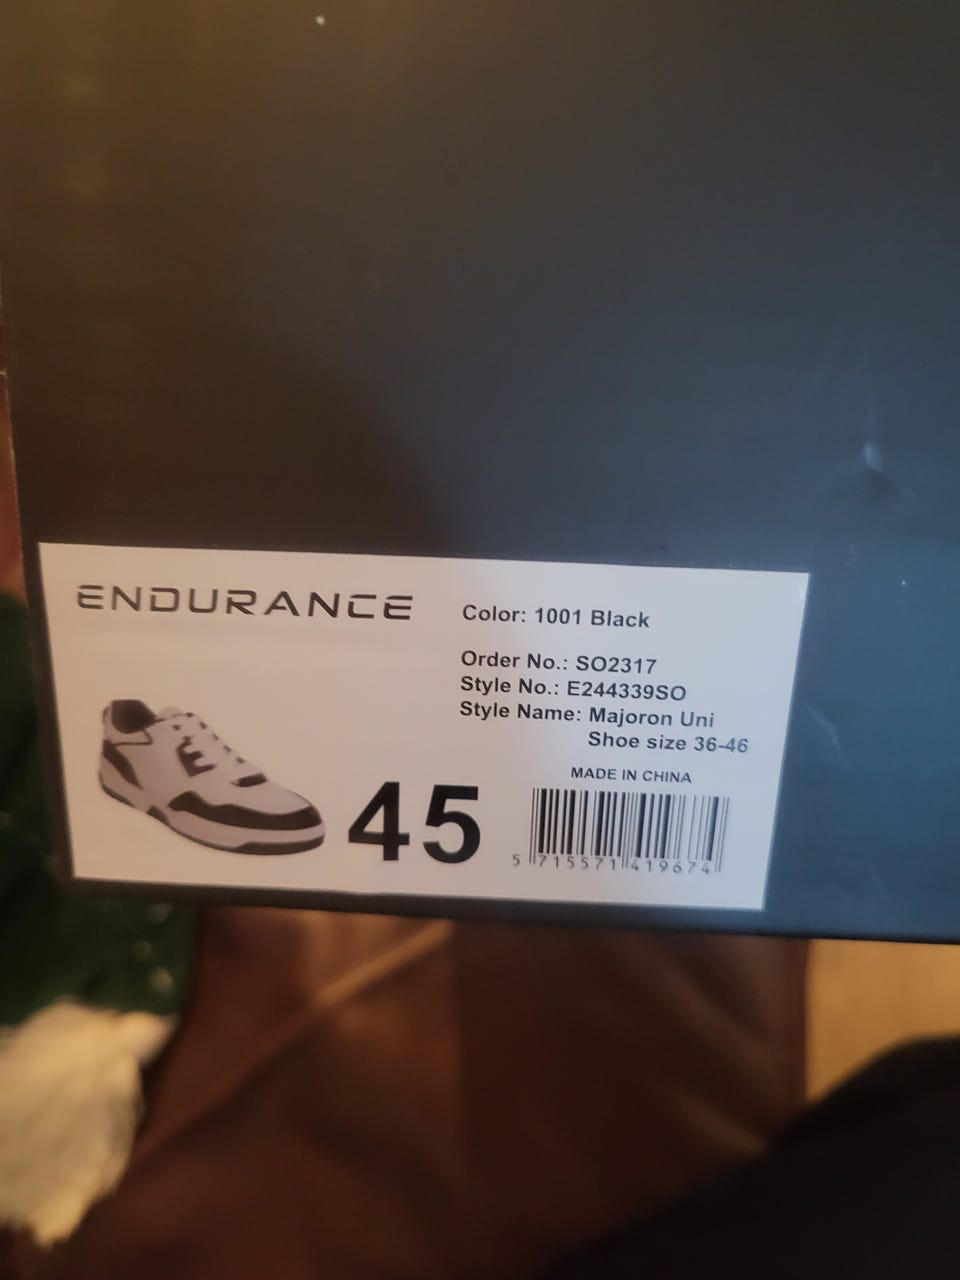 ENDURANCE
Color: 1001 Black
Order No.: SO2317
Style No.: E244339SO
Style Name: Majoron Uni
Shoe size 36-46
MADE IN CHINA
E
45
5 715571 419674